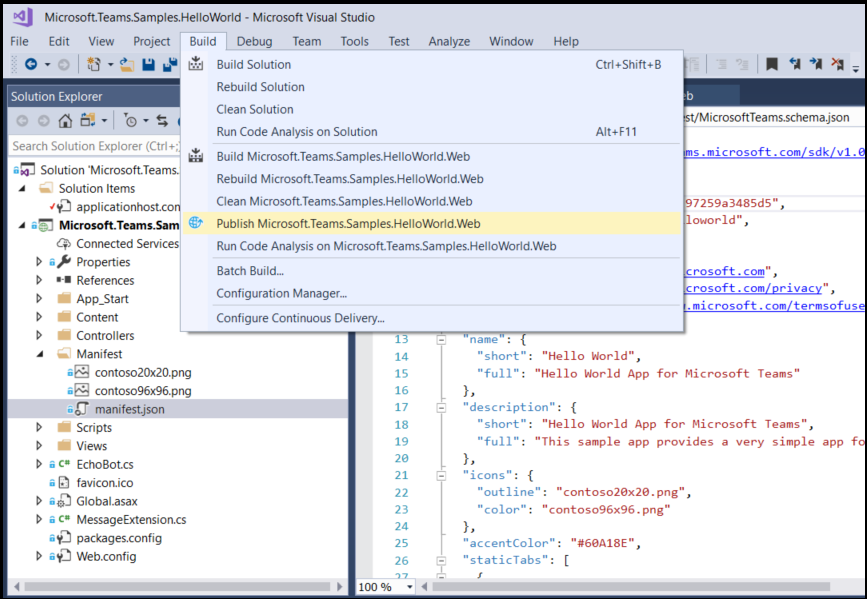 Microsoft.Teams.Samples.HelloWorld - Microsoft Visual Studio
File Edit View Project Build Debug Team Tools Test Analyze Window Help
Build Solution Ctrl+Shift+B
Rebuild Solution
Clean Solution
Run Code Analysis on Solution Alt+F11
Build Microsoft.Teams.Samples.HelloWorld.Web
Rebuild Microsoft.Teams.Samples.HelloWorld.Web
Clean Microsoft.Teams.Samples.HelloWorld.Web
Publish Microsoft.Teams.Samples.HelloWorld.Web
Run Code Analysis on Microsoft.Teams.Samples.HelloWorld.Web
Batch Build...
Configuration Manager...
Configure Continuous Delivery...
Solution Explorer
Search Solution Explorer (Ctrl+;
Solution 'Microsoft.Teams.
Solution Items
applicationhost.con
Microsoft.Teams.Sam
Connected Services
Properties
References
App_Start
Content
Controllers
Manifest
contoso20x20.png
contoso96x96.png
manifest.json
Scripts
Views
C# EchoBot.cs
favicon.ico
Global.asax
C# MessageExtension.cs
packages.config
Web.config
eb
est/MicrosoftTeams.schema.json
ms.microsoft.com/sdk/v1.0
97259a3485d5",
loworld",
crosoft.com",
crosoft.com/privacy",
.microsoft.com/termsofuse
13 "name": {
14 "short": "Hello World",
15 "full": "Hello World App for Microsoft Teams"
16 },
17 "description": {
18 "short": "Hello World App for Microsoft Teams",
19 "full": "This sample app provides a very simple app fo
20 },
21 "icons": {
22 "outline": "contoso20x20.png",
23 "color": "contoso96x96.png"
24 },
25 "accentColor": "#60A18E",
26 "staticTabs": [
27 {
100 %